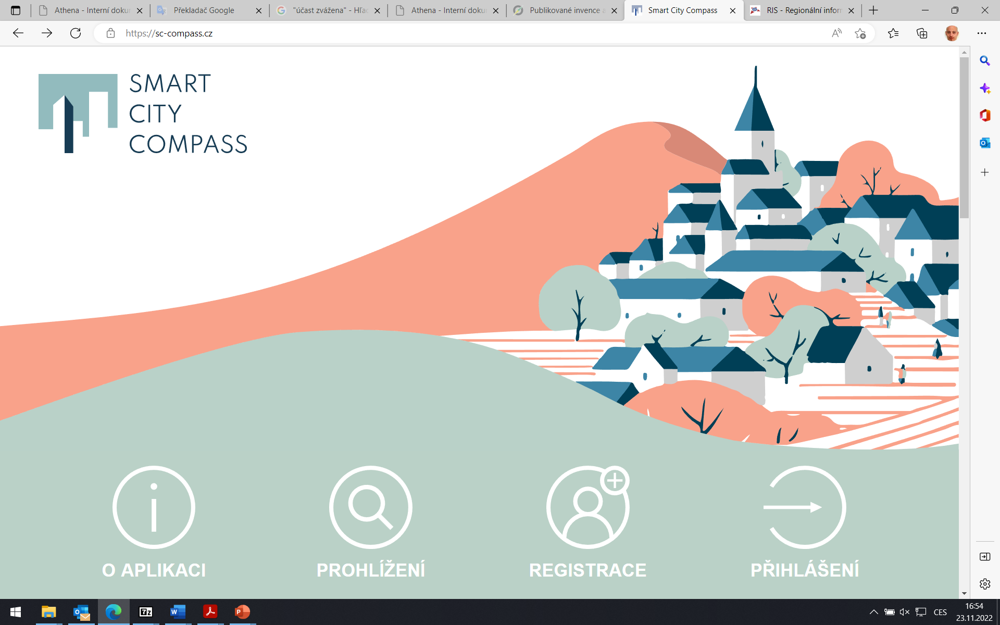 Athena - Interní doku
Překladač Google
"účast zvážena" - Hľa
Athena - Interní doku
Publikované invence a
Smart City Compass
RIS - Regionální infor
https://sc-compass.cz
SMART
CITY
COMPASS
O APLIKACI
PROHLÍŽENÍ
REGISTRACE
PŘIHLÁŠENÍ
7z
CES
16:54
23.11.2022